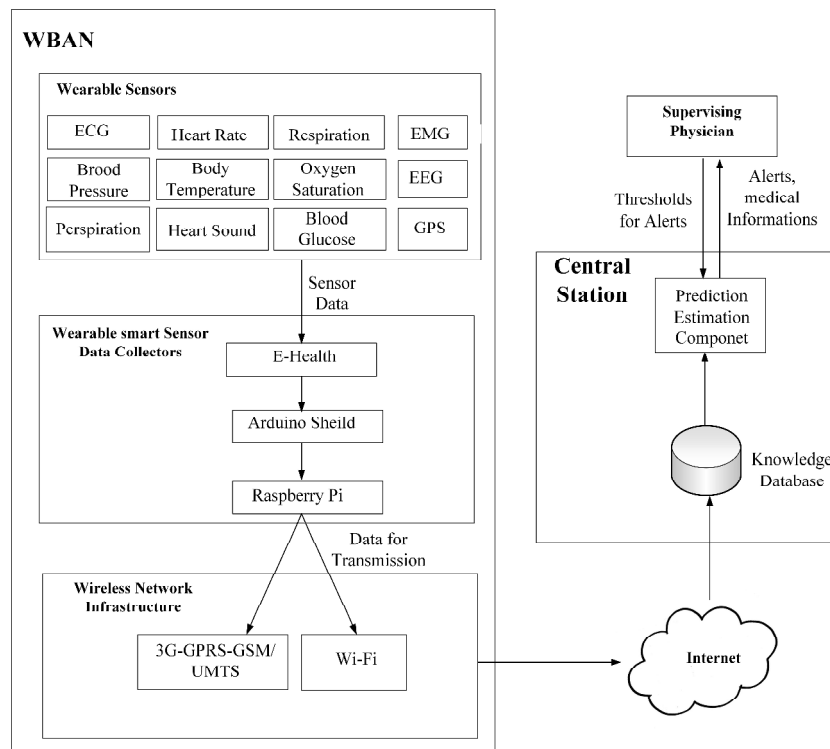 WBAN
Wearable Sensors
ECG
Heart Rate
Respiration
EMG
Brood
Pressure
Body
Temperature
Oxygen
Saturation
EEG
Perspiration
Heart Sound
Blood
Glucose
GPS
Sensor
Data
Wearable smart Sensor
Data Collectors
E-Health
Arduino Sheild
Raspberry Pi
Data for
Transmission
Wireless Network
Infrastructure
3G-GPRS-GSM/
UMTS
Wi-Fi
Supervising
Physician
Thresholds
for Alerts
Alerts,
medical
Informations
Central
Station
Prediction
Estimation
Componet
Knowledge
Database
Internet